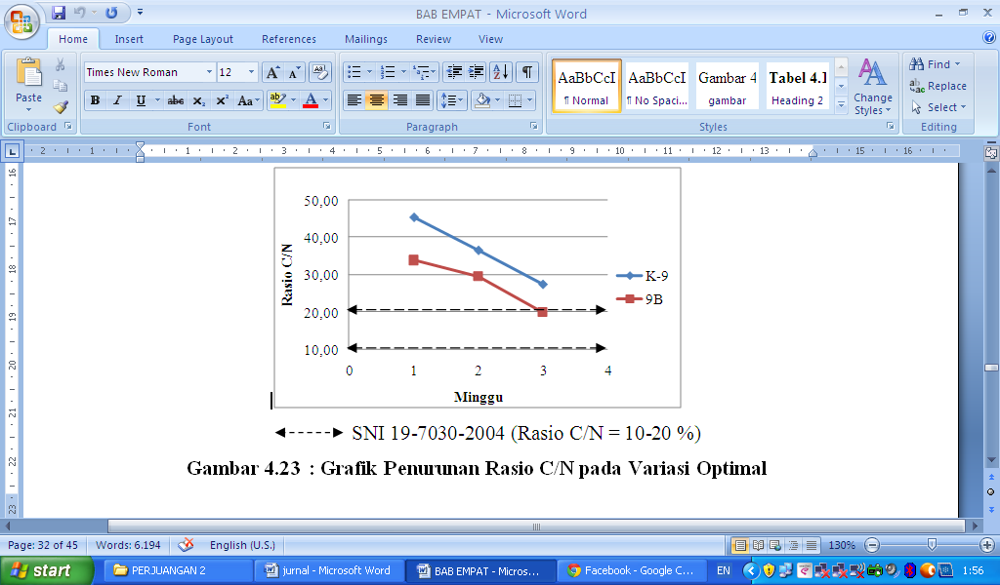 BAB EMPAT - Microsoft Word
Home Insert Page Layout References Mailings Review View
Paste
Clipboard
Times New Roman 12
A A Aa
B I U abc X₂ X² Aa ab A
Font
A Z ¶
Paragraph
AaBbCcI AaBbCcI Gambar 4 Tabel 4.1
¶ Normal ¶ No Spaci... gambar Heading 2
Styles
A
Change Styles
Find
Replace
Select
Editing
L 2 1 1 2 3 4 5 6 7 8 9 10 11 12 13 15 16
16
17
18
19
20
21
22
23
50,00
40,00
30,00
20,00
10,00
Rasio C/N
0 1 2 3 4
Minggu
K-9
9B
SNI 19-7030-2004 (Rasio C/N = 10-20 %)
Gambar 4.23 : Grafik Penurunan Rasio C/N pada Variasi Optimal
Page: 32 of 45 Words: 6.194 English (U.S.) 130%
start PERJUANGAN 2 jurnal - Microsoft Word BAB EMPAT - Micros... Facebook - Google C... EN 1:56